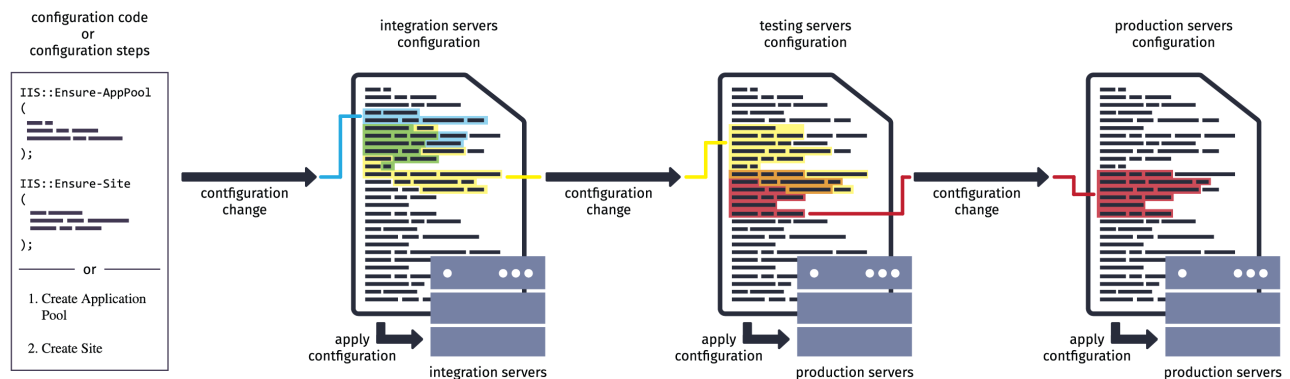 configuration code
or
configuration steps
IIS::Ensure-AppPool
(
);
IIS::Ensure-Site
(
);
or
1. Create Application
Pool
2. Create Site
configuration
change
integration servers
configuration
apply
configuration
integration servers
configuration
change
testing servers
configuration
apply
configuration
production servers
configuration
change
production servers
configuration
apply
configuration
production servers